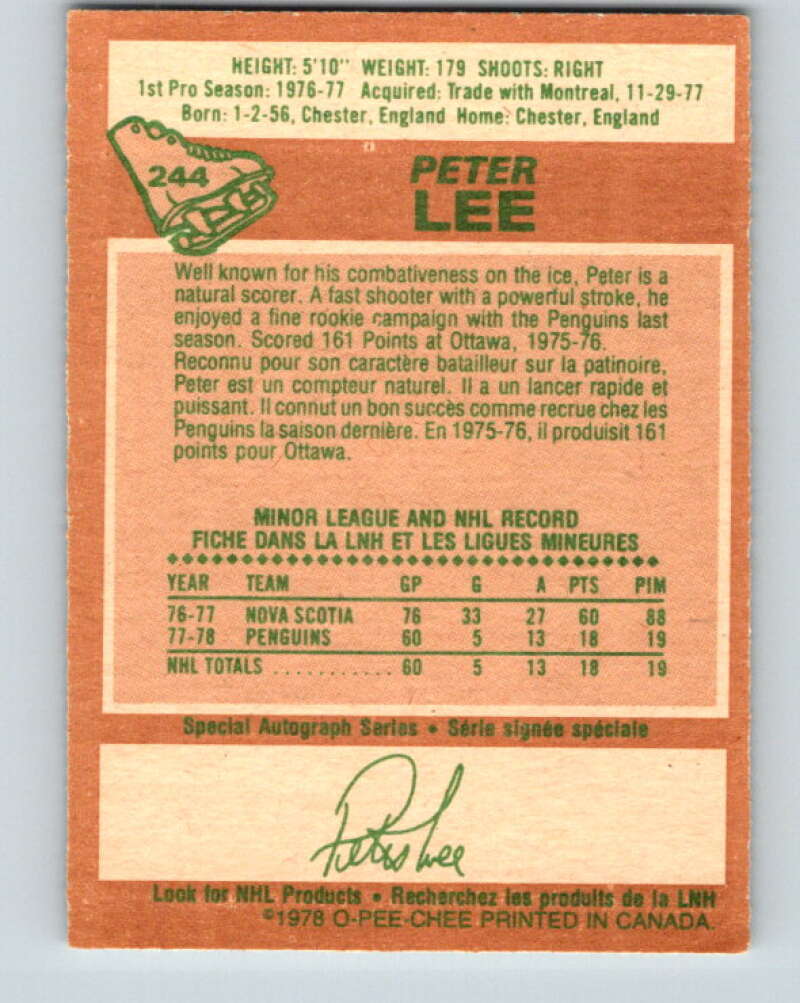 HEIGHT: 5'10" WEIGHT: 179 SHOOTS: RIGHT
1st Pro Season: 1976-77 Acquired: Trade with Montreal, 11-29-77
Born: 1-2-56, Chester, England Home: Chester, England
244
PETER
LEE
Well known for his combativeness on the ice, Peter is a
natural scorer. A fast shooter with a powerful stroke, he
enjoyed a fine rookie campaign with the Penguins last
season. Scored 161 Points at Ottawa, 1975-76.
Reconnu pour son caractère batailleur sur la patinoire,
Peter est un compteur naturel. Il a un lancer rapide et
puissant. Il connut un bon succès comme recrue chez les
Penguins la saison dernière. En 1975-76, il produisit 161
points pour Ottawa.
MINOR LEAGUE AND NHL RECORD
FICHE DANS LA LNH ET LES LIGUES MINEURES
YEAR TEAM GP G A PTS PIM
76-77 NOVA SCOTIA 76 33 27 60 88
77-78 PENGUINS 60 5 13 18 19
NHL TOTALS ............ 60 5 13 18 19
Special Autograph Series • Série signée spéciale
Peter Lee
Look for NHL Products • Recherchez les produits de la LNH
©1978 O-PEE-CHEE PRINTED IN CANADA.